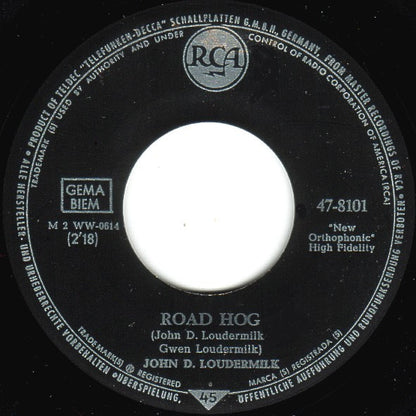 PRODUCT OF TELDEC "TELEFUNKEN-DECCA" SCHALLPLATTEN G.M.B.H., GERMANY. FROM MASTER RECORDINGS OF RCA •
TRADEMARK (S) USED BY AUTHORITY AND UNDER
CONTROL OF RADIO CORPORATION OF AMERICA (RCA)
RCA
GEMA
BIEM
47-8101
M 2 WW-0614
(2'18)
"New
Orthophonic"
High Fidelity
ROAD HOG
(John D. Loudermilk
Gwen Loudermilk)
JOHN D. LOUDERMILK
TRADEMARK(S) ® REGISTERED
MARCA (S) REGISTRADA (S)
• ALLE HERSTELLER- UND URHEBERRECHTE VORBEHALTEN • ÜBERSPIELUNG,
45
ÖFFENTLICHE AUFFÜHRUNG UND RUNDFUNKSENDUNG VERBOTEN •